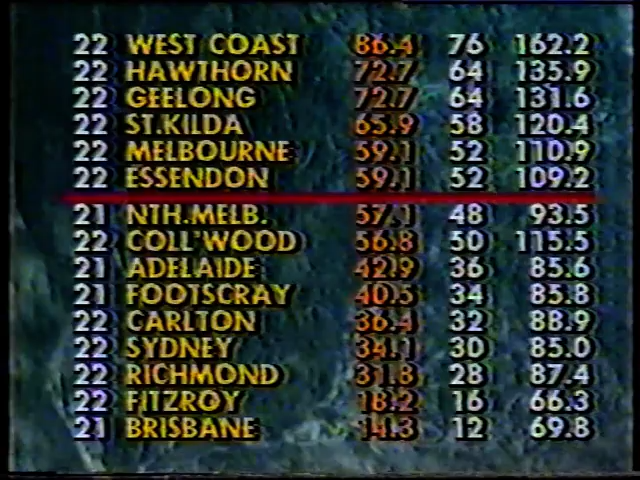 22 WEST COAST 86.4 76 162.2
22 HAWTHORN 72.7 64 135.9
22 GEELONG 72.7 64 131.6
22 ST.KILDA 65.9 58 120.4
22 MELBOURNE 59.1 52 110.9
22 ESSENDON 59.1 52 109.2
21 NTH.MELB. 57.1 48 93.5
22 COLL'WOOD 56.8 50 115.5
21 ADELAIDE 42.9 36 85.6
21 FOOTSCRAY 40.5 34 85.8
22 CARLTON 36.4 32 88.9
22 SYDNEY 34.1 30 85.0
22 RICHMOND 31.8 28 87.4
22 FITZROY 18.2 16 66.3
21 BRISBANE 14.3 12 69.8